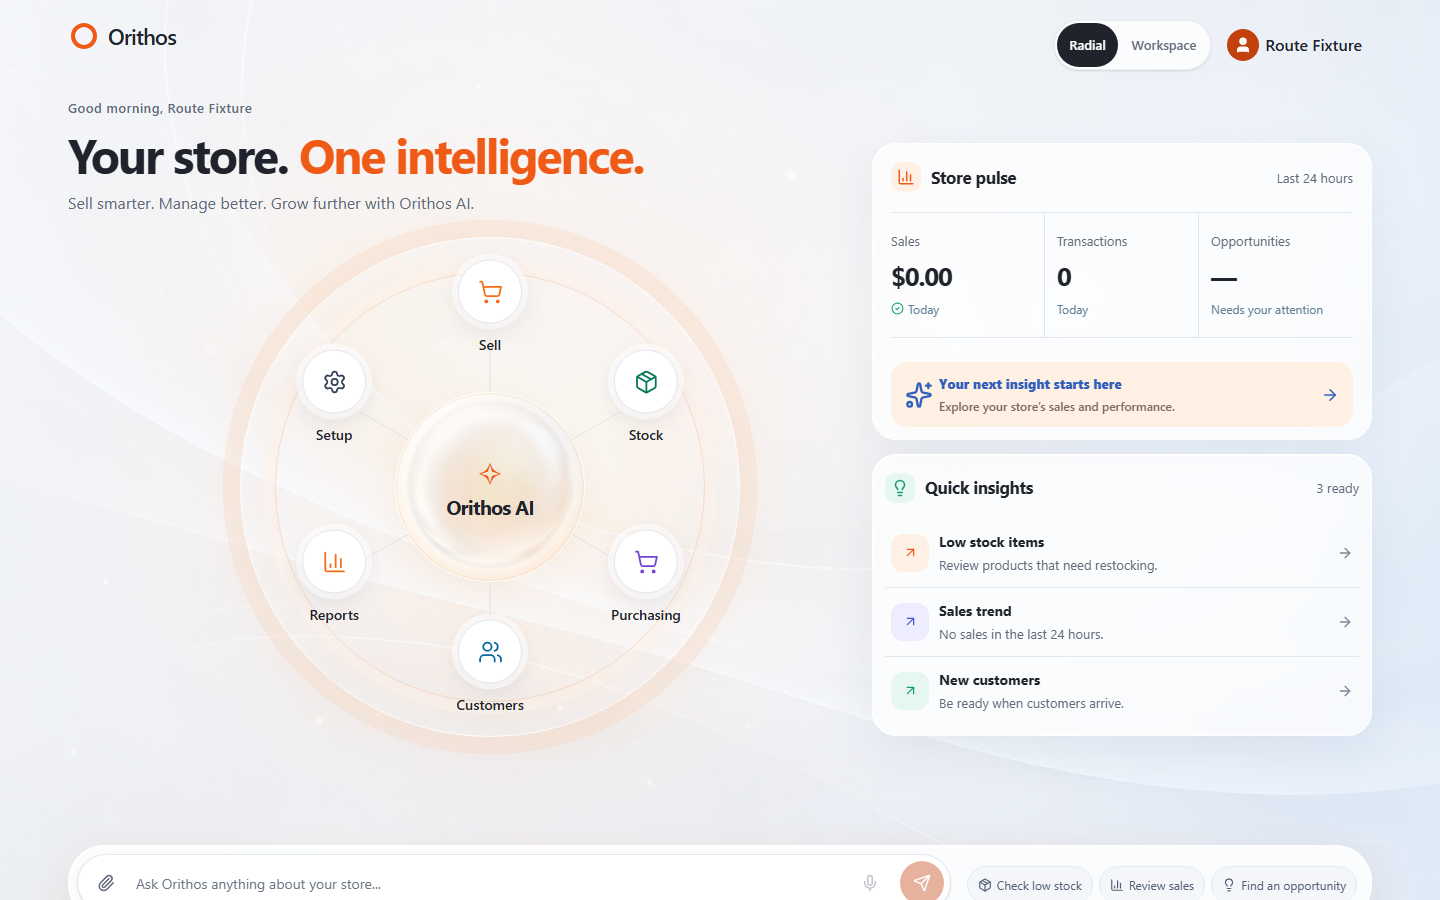 Orithos
Radial
Workspace
Route Fixture
Good morning, Route Fixture
Your store. One intelligence.
Sell smarter. Manage better. Grow further with Orithos AI.
Sell
Setup
Stock
Orithos AI
Reports
Purchasing
Customers
Store pulse
Last 24 hours
Sales
Transactions
Opportunities
$0.00
0
—
Today
Today
Needs your attention
Your next insight starts here
Explore your store's sales and performance.
Quick insights
3 ready
Low stock items
Review products that need restocking.
Sales trend
No sales in the last 24 hours.
New customers
Be ready when customers arrive.
Ask Orithos anything about your store...
Check low stock
Review sales
Find an opportunity